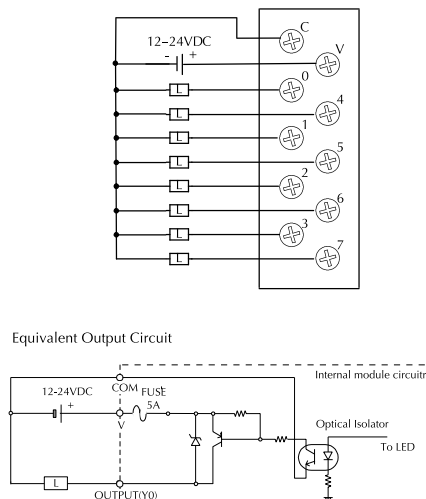 C
12–24VDC
- +
V
0
L
4
L
1
L
5
L
2
L
6
L
3
L
7
L
Equivalent Output Circuit
Internal module circuitr
COM
FUSE
12-24VDC
5A
+
V
Optical Isolator
To LED
L
OUTPUT(Y0)